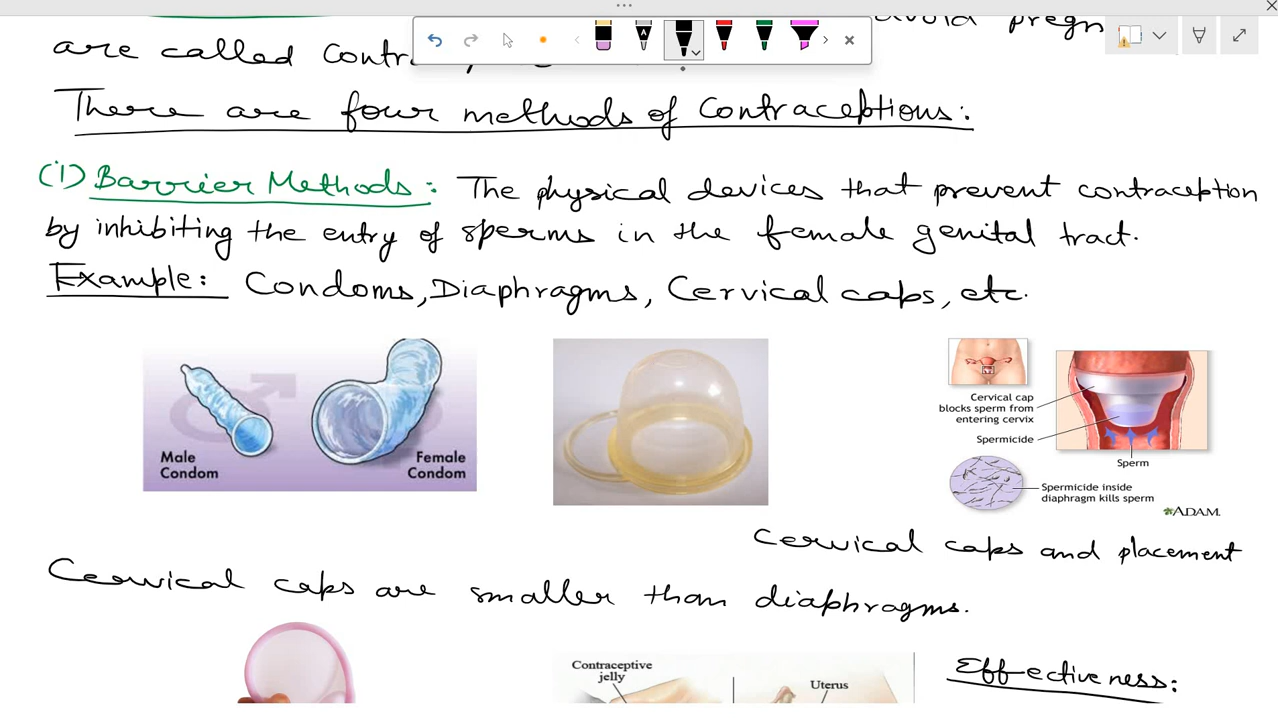 avoid pregn
are called contra
There are four methods of Contraceptions:
(1) Barrier Methods: The physical devices that prevent contraception
by inhibiting the entry of sperms in the female genital tract.
Example: Condoms, Diaphragms, Cervical caps, etc.
Male
Condom
Female
Condom
Cervical cap
blocks sperm from
entering cervix
Spermicide
Sperm
Spermicide inside
diaphragm kills sperm
ADAM.
Cervical caps and placement
Cervical caps are smaller than diaphragms.
Contraceptive
jelly
Uterus
Effectiveness: